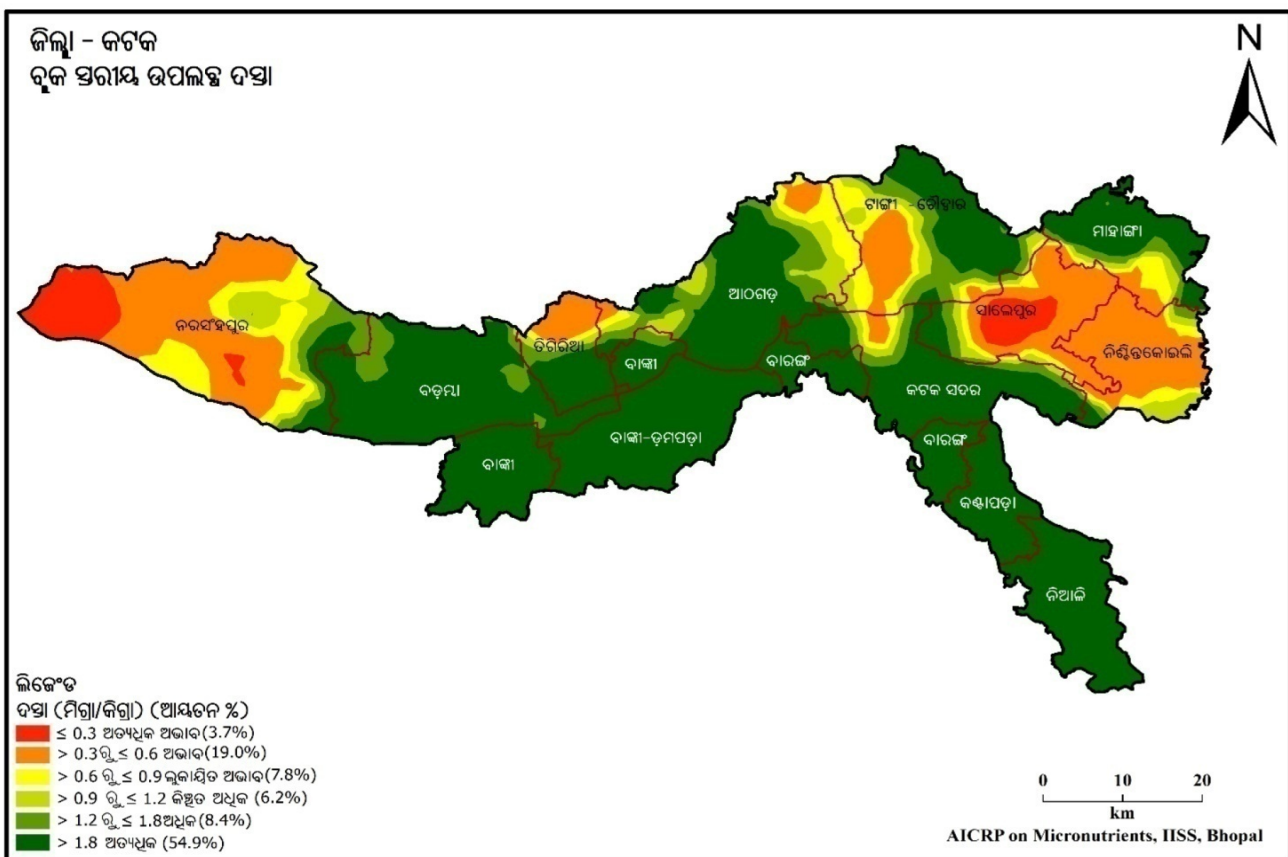 ଜିଲ୍ଲା - କଟକ
ବ୍ଲକ ସ୍ତରୀୟ ଉପଲବ୍ଧ ଦସ୍ତା
N
ଟାଙ୍ଗୀ -ଚୌହାର
ମାହାଙ୍ଗା
ଆଠଗଡ଼
ସାଲେପୁର
ନରସିଂହପୁର
ତିଗିରିଆ
ନିଶ୍ଚିନ୍ତକୋଇଲି
ବାଙ୍କୀ
ବାରଙ୍ଗ
ବଡ଼ମ୍ବା
କଟକ ସଦର
ବାଙ୍କୀ-ଡ଼ମପଡ଼ା
ବାରଙ୍ଗ
ବାଙ୍କୀ
କଣ୍ଟାପଡ଼ା
ନିଆଳି
ଲିଜେଂଡ
ଦସ୍ତା (ମିଗ୍ରା/କିଗ୍ରା) (ଆୟତନ %)
≤ 0.3 ଅତ୍ୟଧିକ ଅଭାବ(3.7%)
> 0.3 ରୁ ≤ 0.6 ଅଭାବ(19.0%)
> 0.6 ରୁ ≤ 0.9 ଲୁକାୟିତ ଅଭାବ(7.8%)
> 0.9 ରୁ ≤ 1.2 କିଞ୍ଚିତ ଅଧିକ (6.2%)
> 1.2 ରୁ ≤ 1.8 ଅଧିକ (8.4%)
> 1.8 ଅତ୍ୟଧିକ (54.9%)
0 10 20
km
AICRP on Micronutrients, IISS, Bhopal